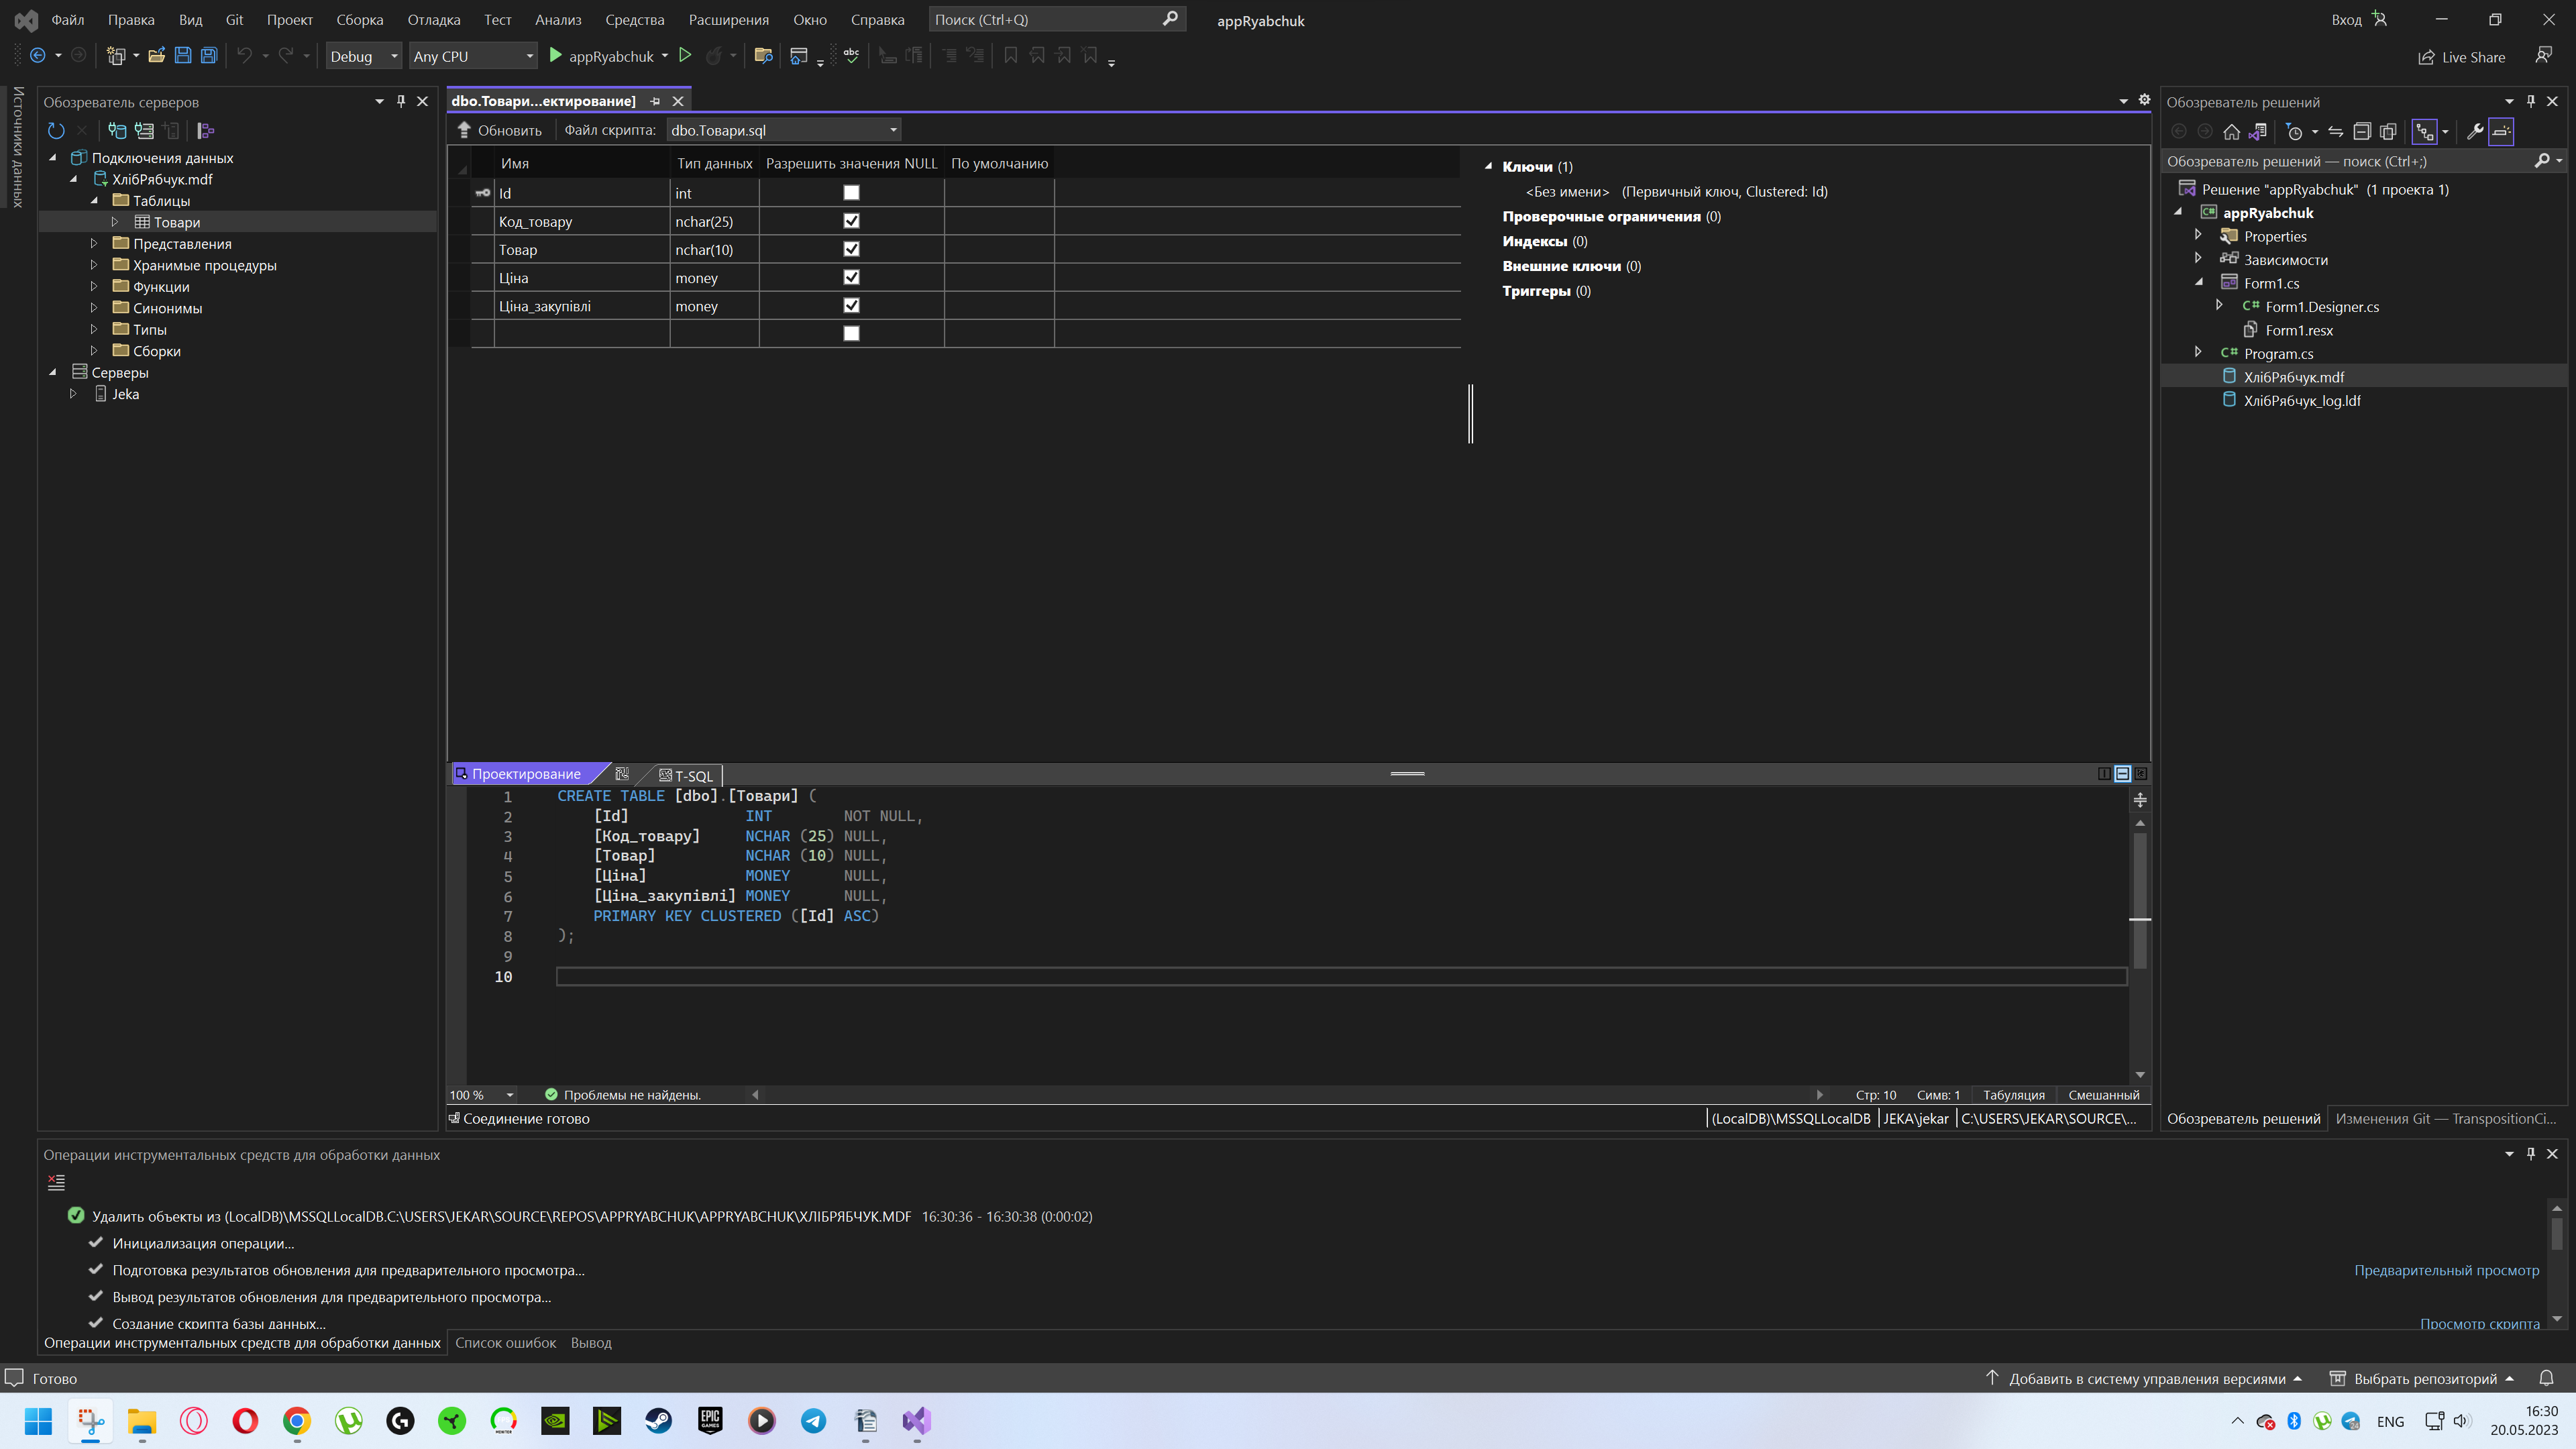 Файл Правка Вид Git Проект Сборка Отладка Тест Анализ Средства Расширения Окно Справка Поиск (Ctrl+Q) appRyabchuk Вход
Debug Any CPU appRyabchuk Live Share
Источники данных
Обозреватель серверов
Подключения данных
ХлібРябчук.mdf
Таблицы
Товари
Представления
Хранимые процедуры
Функции
Синонимы
Типы
Сборки
Серверы
Jeka
dbo.Товари...ектирование]
Обновить Файл скрипта: dbo.Товари.sql
Имя Тип данных Разрешить значения NULL По умолчанию
Id int
Код_товару nchar(25)
Товар nchar(10)
Ціна money
Ціна_закупівлі money
Ключи (1)
<Без имени> (Первичный ключ, Clustered: Id)
Проверочные ограничения (0)
Индексы (0)
Внешние ключи (0)
Триггеры (0)
Проектирование T-SQL
1 CREATE TABLE [dbo].[Товари] (
2 [Id] INT NOT NULL,
3 [Код_товару] NCHAR (25) NULL,
4 [Товар] NCHAR (10) NULL,
5 [Ціна] MONEY NULL,
6 [Ціна_закупівлі] MONEY NULL,
7 PRIMARY KEY CLUSTERED ([Id] ASC)
8 );
9
10
100 % Проблемы не найдены. Стр: 10 Симв: 1 Табуляция Смешанный
Соединение готово (LocalDB)\MSSQLLocalDB JEKA\jekar C:\USERS\JEKAR\SOURCE\...
Обозреватель решений
Обозреватель решений — поиск (Ctrl+;)
Решение "appRyabchuk" (1 проекта 1)
appRyabchuk
Properties
Зависимости
Form1.cs
Form1.Designer.cs
Form1.resx
Program.cs
ХлібРябчук.mdf
ХлібРябчук_log.ldf
Обозреватель решений Изменения Git — TranspositionCi...
Операции инструментальных средств для обработки данных
Удалить объекты из (LocalDB)\MSSQLLocalDB.C:\USERS\JEKAR\SOURCE\REPOS\APPRYABCHUK\APPRYABCHUK\ХЛІБРЯБЧУК.MDF 16:30:36 - 16:30:38 (0:00:02)
Инициализация операции...
Подготовка результатов обновления для предварительного просмотра... Предварительный просмотр
Вывод результатов обновления для предварительного просмотра...
Создание скрипта базы данных... Просмотр скрипта
Операции инструментальных средств для обработки данных Список ошибок Вывод
Готово Добавить в систему управления версиями Выбрать репозиторий
ENG 16:30
20.05.2023